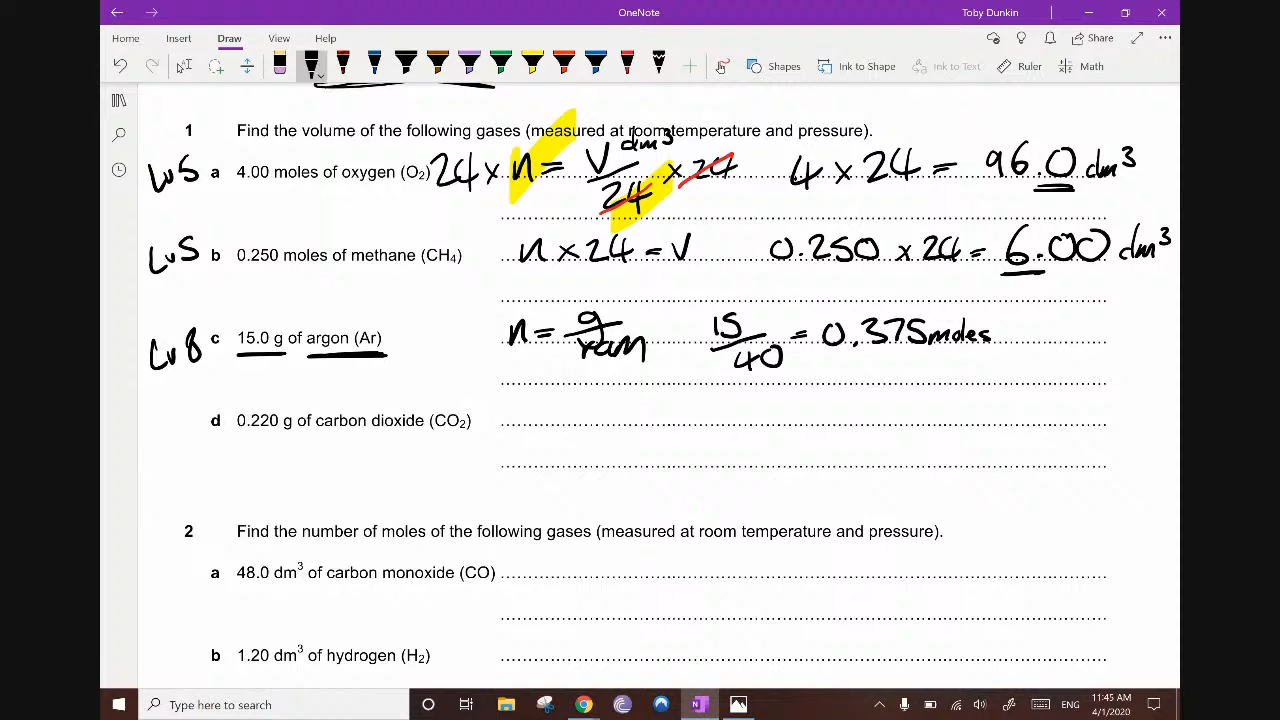 OneNote
Toby Dunkin
Home Insert Draw View Help
Share
Shapes Ink to Shape Ink to Text Ruler Math
1 Find the volume of the following gases (measured at room temperature and pressure).
Lv5 a 4.00 moles of oxygen (O₂) 24 × n = V dm³ / 24 × 24 4 × 24 = 96.0 dm³
Lv5 b 0.250 moles of methane (CH₄) n × 24 = V 0.250 × 24 = 6.00 dm³
Lv8 c 15.0 g of argon (Ar) n = g / ram 15 / 40 = 0.375 moles
d 0.220 g of carbon dioxide (CO₂)
2 Find the number of moles of the following gases (measured at room temperature and pressure).
a 48.0 dm³ of carbon monoxide (CO)
b 1.20 dm³ of hydrogen (H₂)
Type here to search
ENG
11:45 AM
4/1/2020